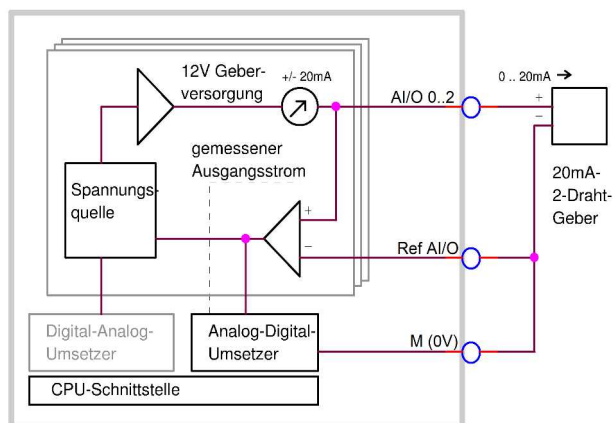 12V Geber-
versorgung
+/- 20mA
AI/O 0..2
0 .. 20mA →
+
−
gemessener
Ausgangsstrom
Spannungs-
quelle
+
−
20mA-
2-Draht-
Geber
Ref AI/O
Digital-Analog-
Umsetzer
Analog-Digital-
Umsetzer
M (0V)
CPU-Schnittstelle